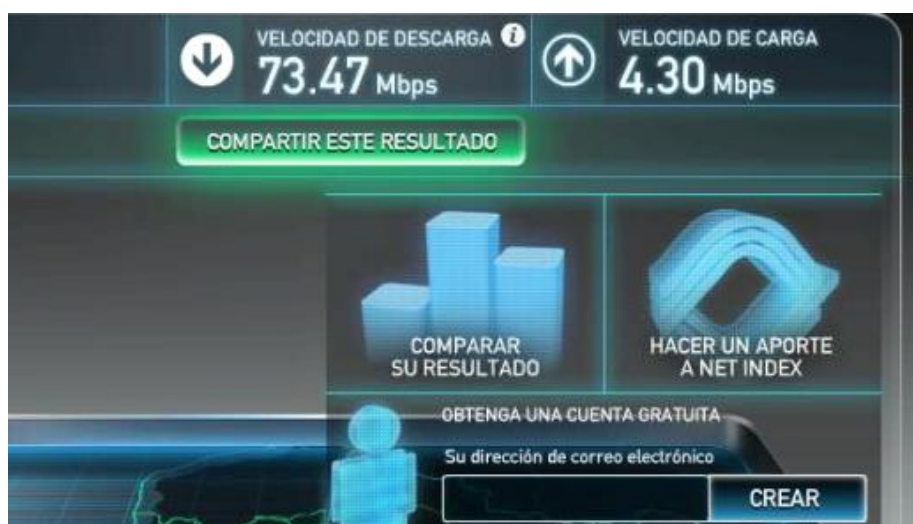 VELOCIDAD DE DESCARGA i
73.47 Mbps
VELOCIDAD DE CARGA
4.30 Mbps
COMPARTIR ESTE RESULTADO
COMPARAR
SU RESULTADO
HACER UN APORTE
A NET INDEX
OBTENGA UNA CUENTA GRATUITA
Su dirección de correo electrónico
CREAR